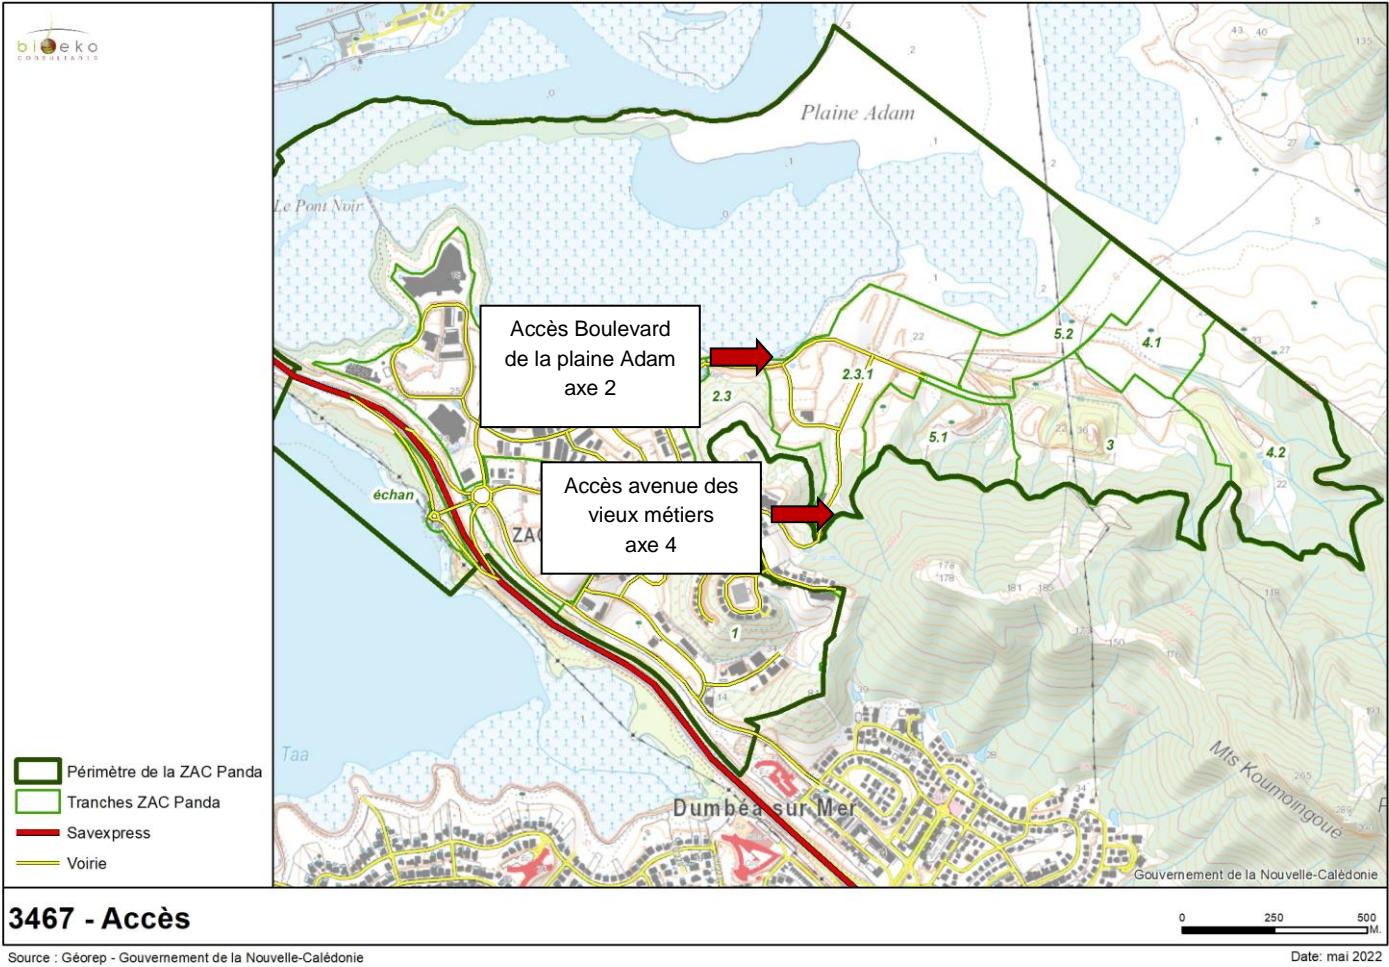 bioeko
CONSULTANTS
Plaine Adam
Le Pont Noir
Accès Boulevard
de la plaine Adam
axe 2
Accès avenue des
vieux métiers
axe 4
5.2
4.1
2.3.1
2.3
5.1
3
4.2
échan
ZAC
1
Taa
Dumbéa sur Mer
Mts Koumoingoué
Périmètre de la ZAC Panda
Tranches ZAC Panda
Savexpress
Voirie
Gouvernement de la Nouvelle-Calédonie
3467 - Accès
0 250 500
M.
Source : Géorep - Gouvernement de la Nouvelle-Calédonie
Date: mai 2022